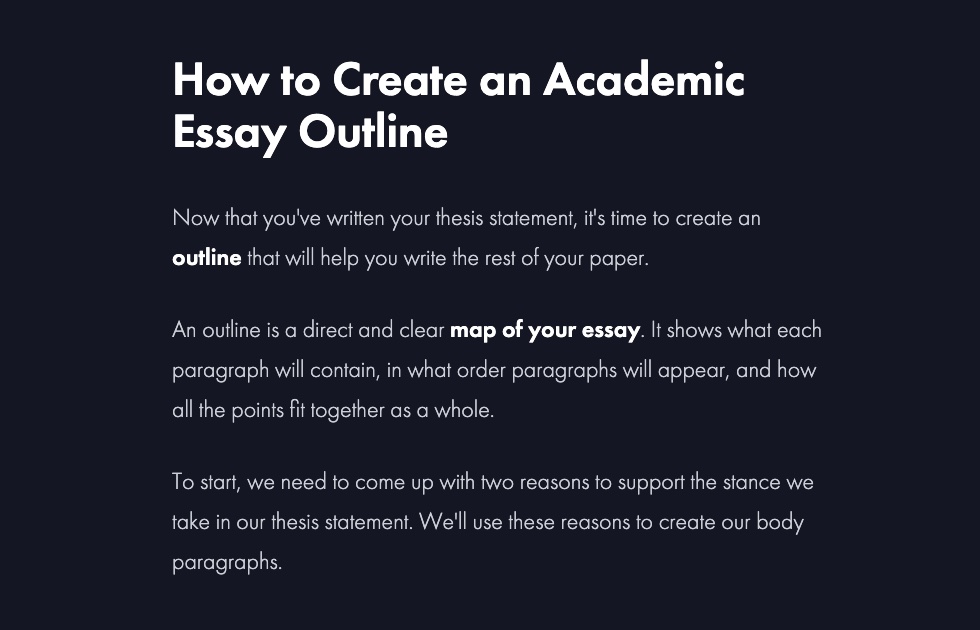 How to Create an Academic
Essay Outline
Now that you've written your thesis statement, it's time to create an
outline that will help you write the rest of your paper.
An outline is a direct and clear map of your essay. It shows what each
paragraph will contain, in what order paragraphs will appear, and how
all the points fit together as a whole.
To start, we need to come up with two reasons to support the stance we
take in our thesis statement. We'll use these reasons to create our body
paragraphs.